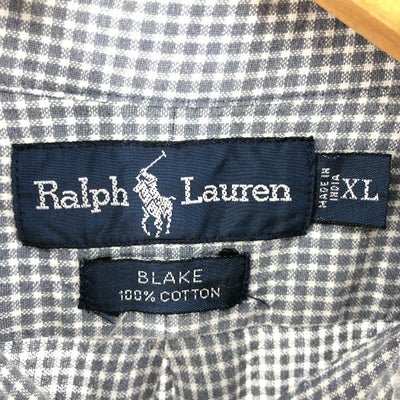 Ralph Lauren
MADE IN
INDIA
XL
BLAKE
100% COTTON